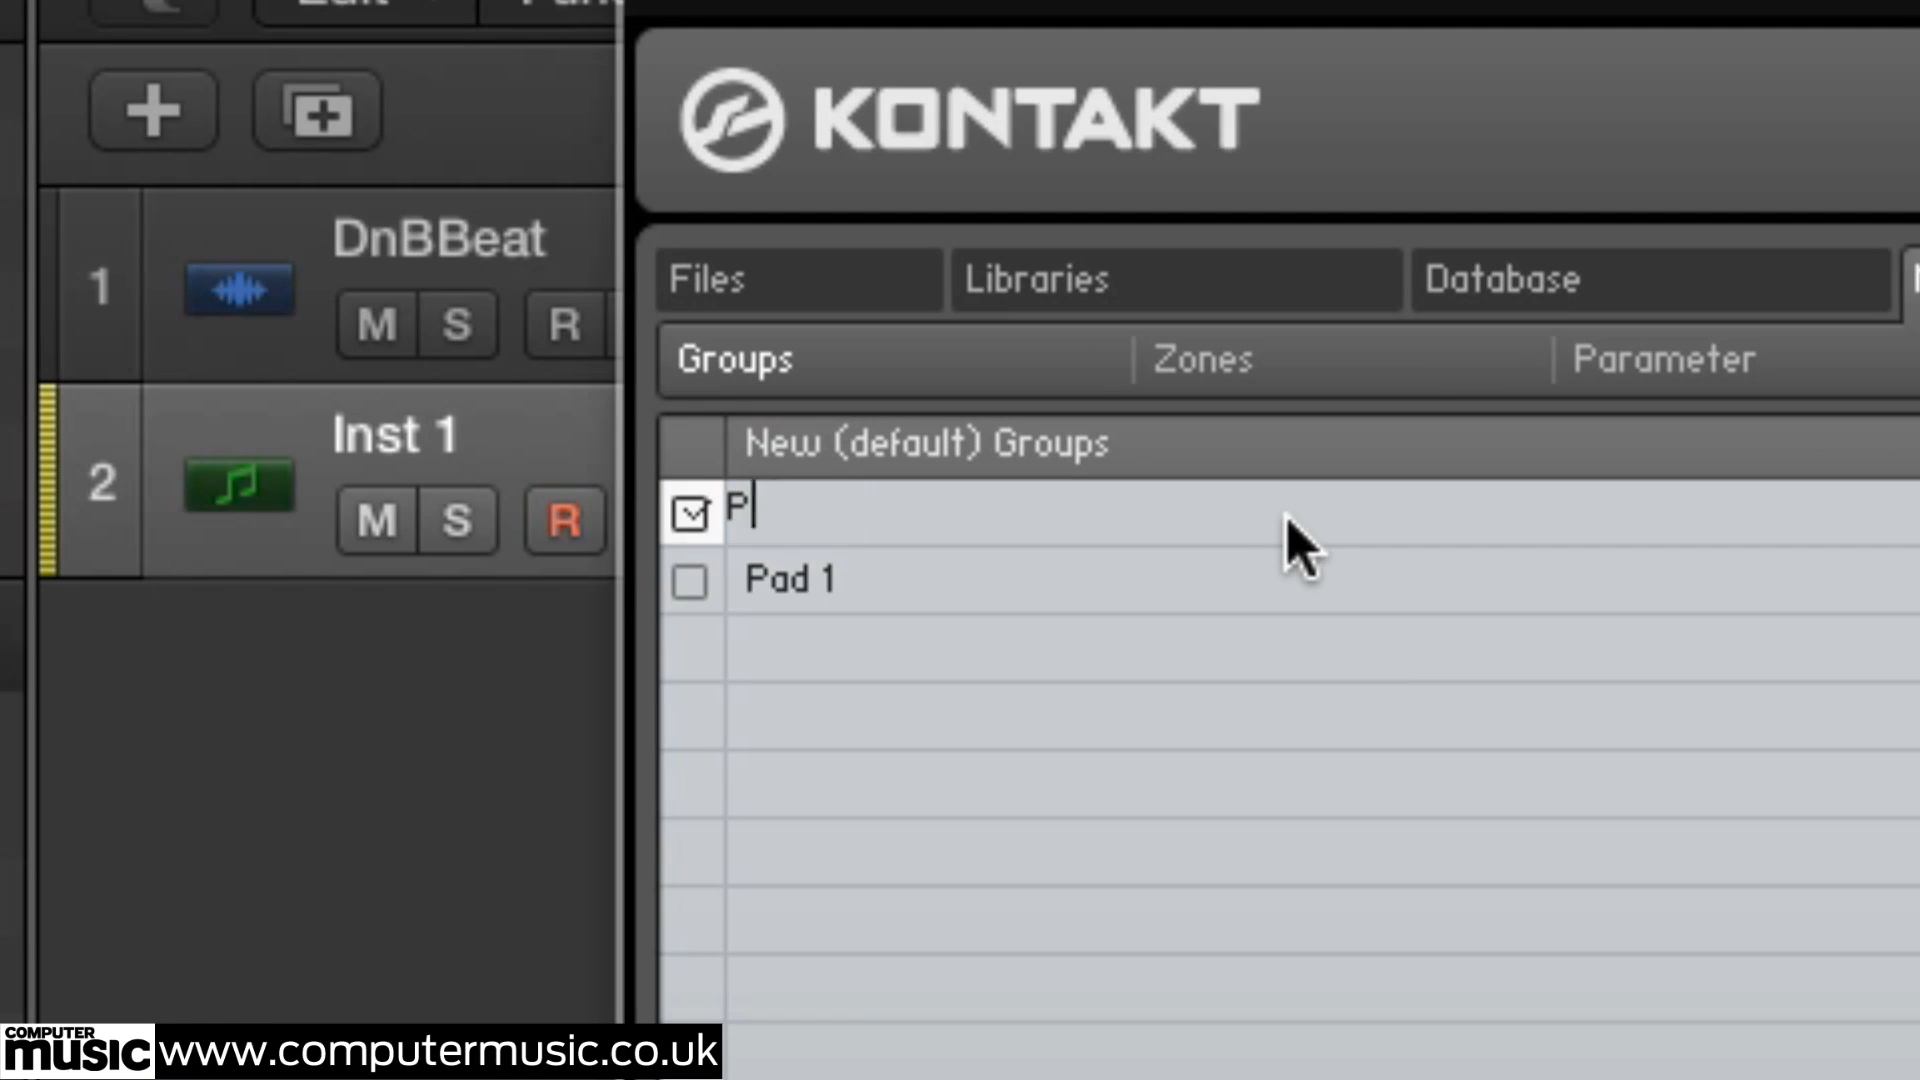 KONTAKT
Files
Libraries
Database
Groups
Zones
Parameter
New (default) Groups
P
Pad 1
1
DnBBeat
M
S
R
2
Inst 1
M
S
R
COMPUTER
music
www.computermusic.co.uk